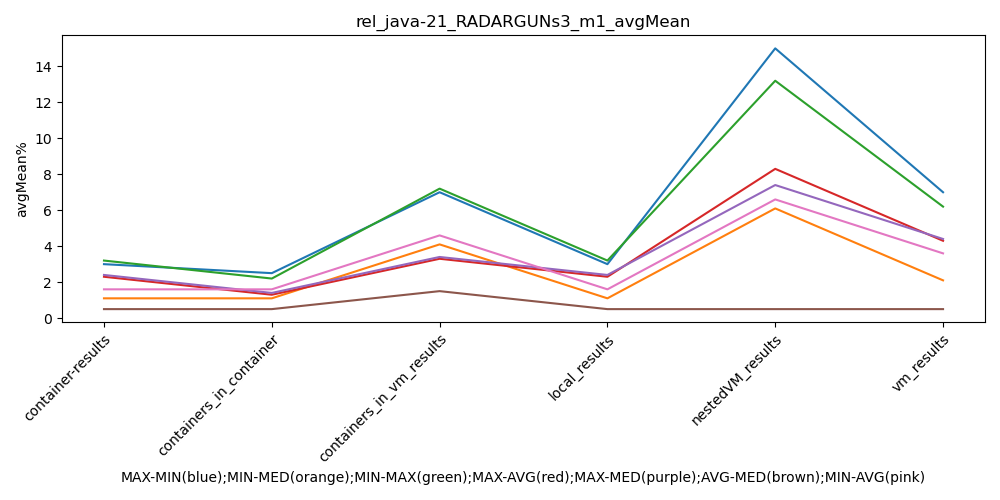 rel_java-21_RADARGUNs3_m1_avgMean
avgMean%
14
12
10
8
6
4
2
0
container-results
containers_in_container
containers_in_vm_results
local_results
nestedVM_results
vm_results
MAX-MIN(blue);MIN-MED(orange);MIN-MAX(green);MAX-AVG(red);MAX-MED(purple);AVG-MED(brown);MIN-AVG(pink)